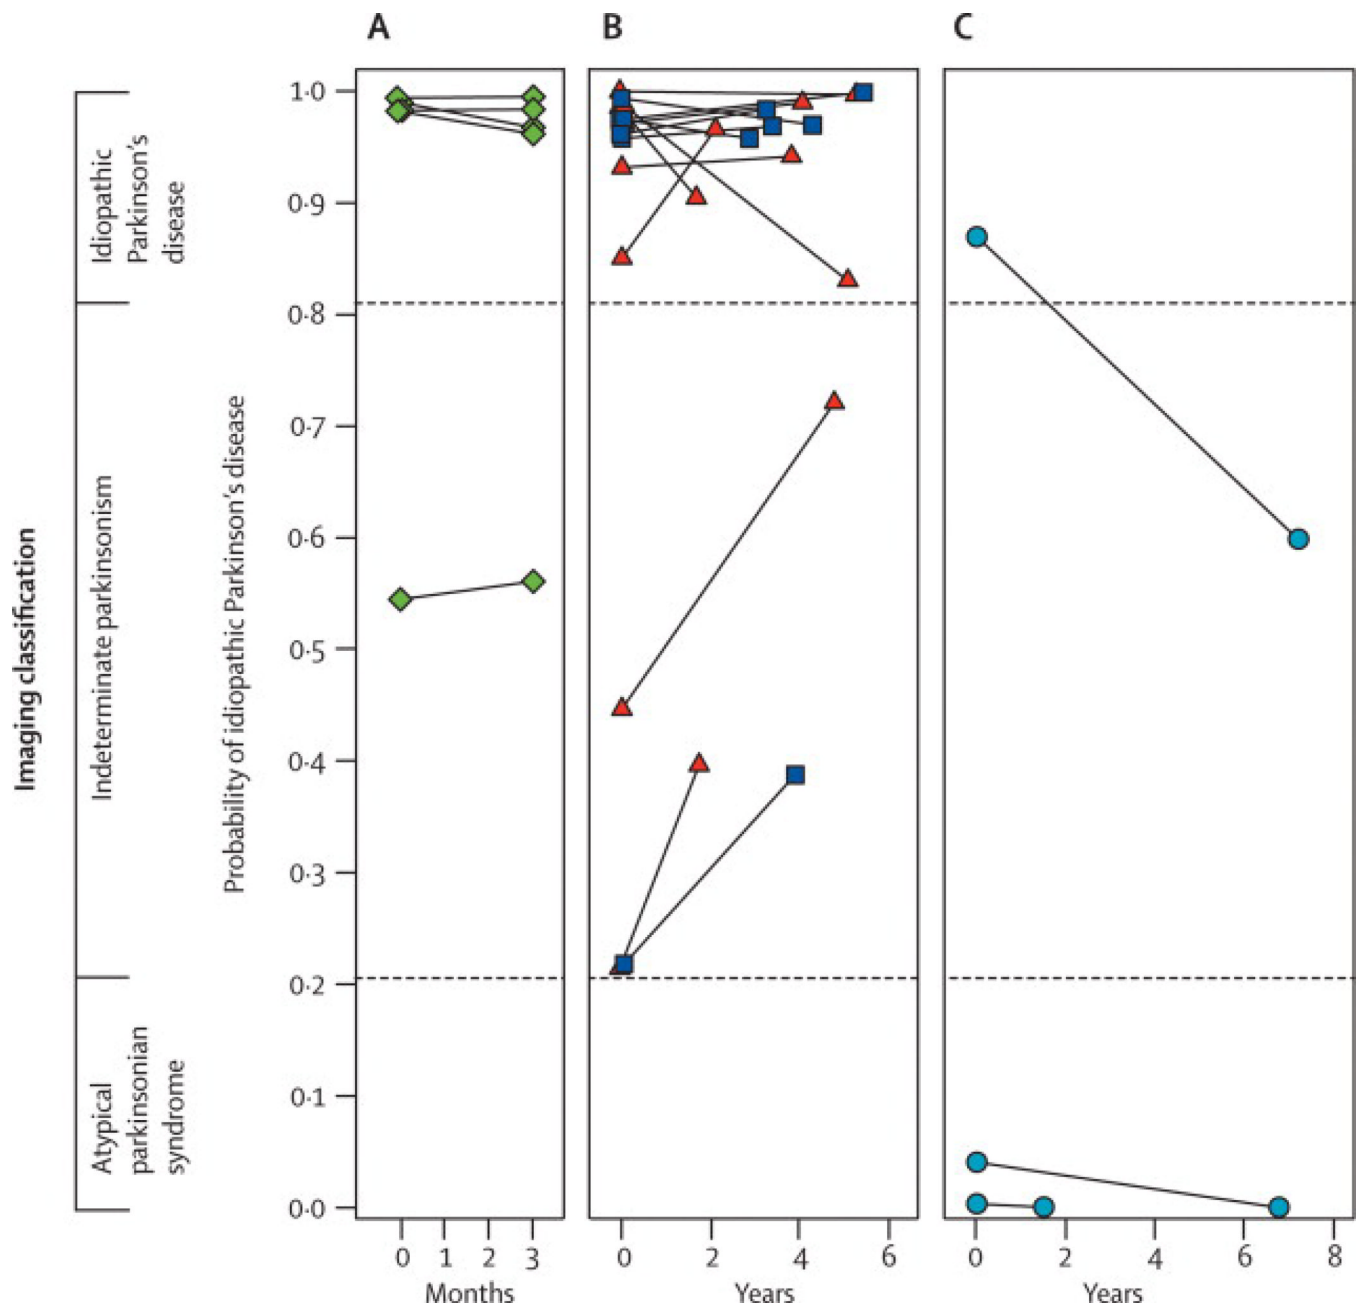 A
B
C
Imaging classification
Idiopathic
Parkinson's
disease
Indeterminate parkinsonism
Atypical
parkinsonian
syndrome
Probability of idiopathic Parkinson's disease
1·0
0·9
0·8
0·7
0·6
0·5
0·4
0·3
0·2
0·1
0·0
0 1 2 3
Months
0 2 4 6
Years
0 2 4 6 8
Years